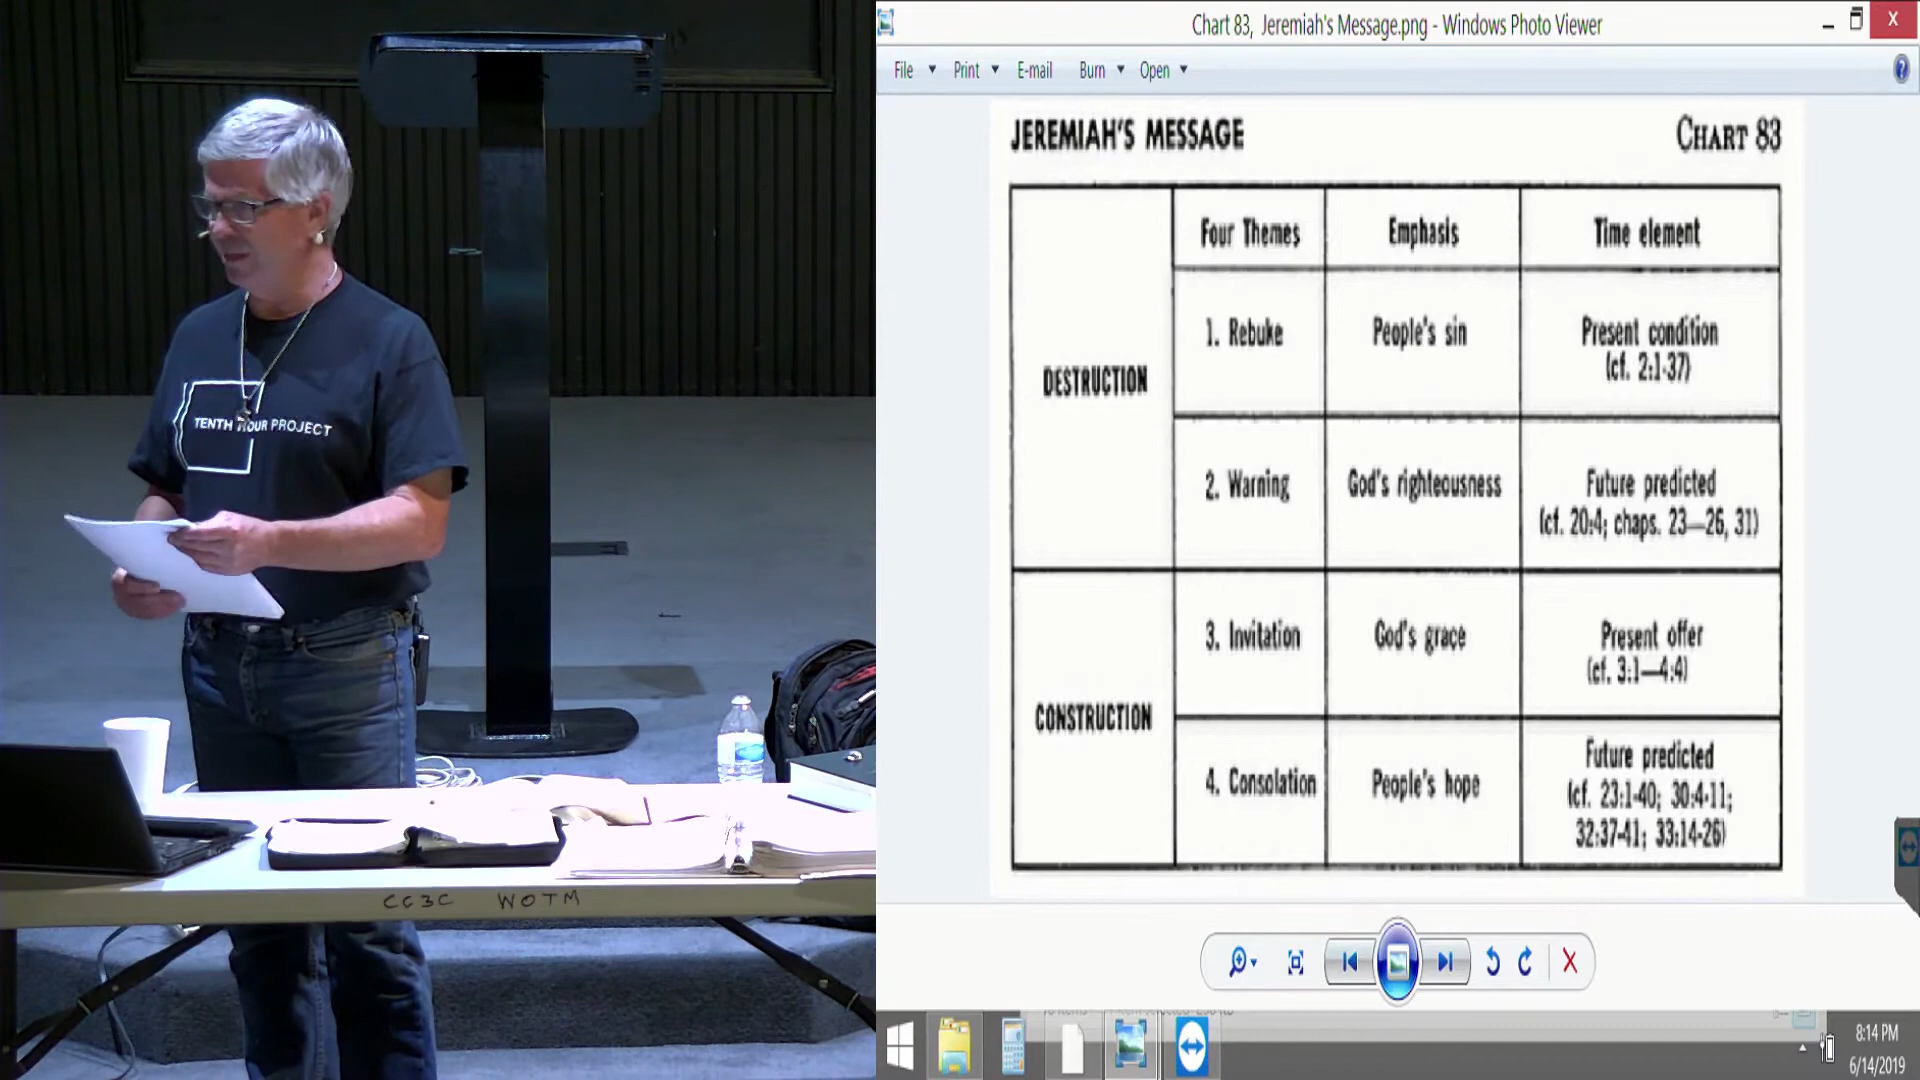 TENTH HOUR PROJECT
CG3C WOTM
Chart 83, Jeremiah's Message.png - Windows Photo Viewer
File Print E-mail Burn Open
JEREMIAH'S MESSAGE
CHART 83
Four Themes
Emphasis
Time element
DESTRUCTION
1. Rebuke
People's sin
Present condition
(cf. 2:1-37)
2. Warning
God's righteousness
Future predicted
(cf. 20:4; chaps. 23—26, 31)
CONSTRUCTION
3. Invitation
God's grace
Present offer
(cf. 3:1—4:4)
4. Consolation
People's hope
Future predicted
(cf. 23:1-40; 30:4-11;
32:37-41; 33:14-26)
8:14 PM
6/14/2019